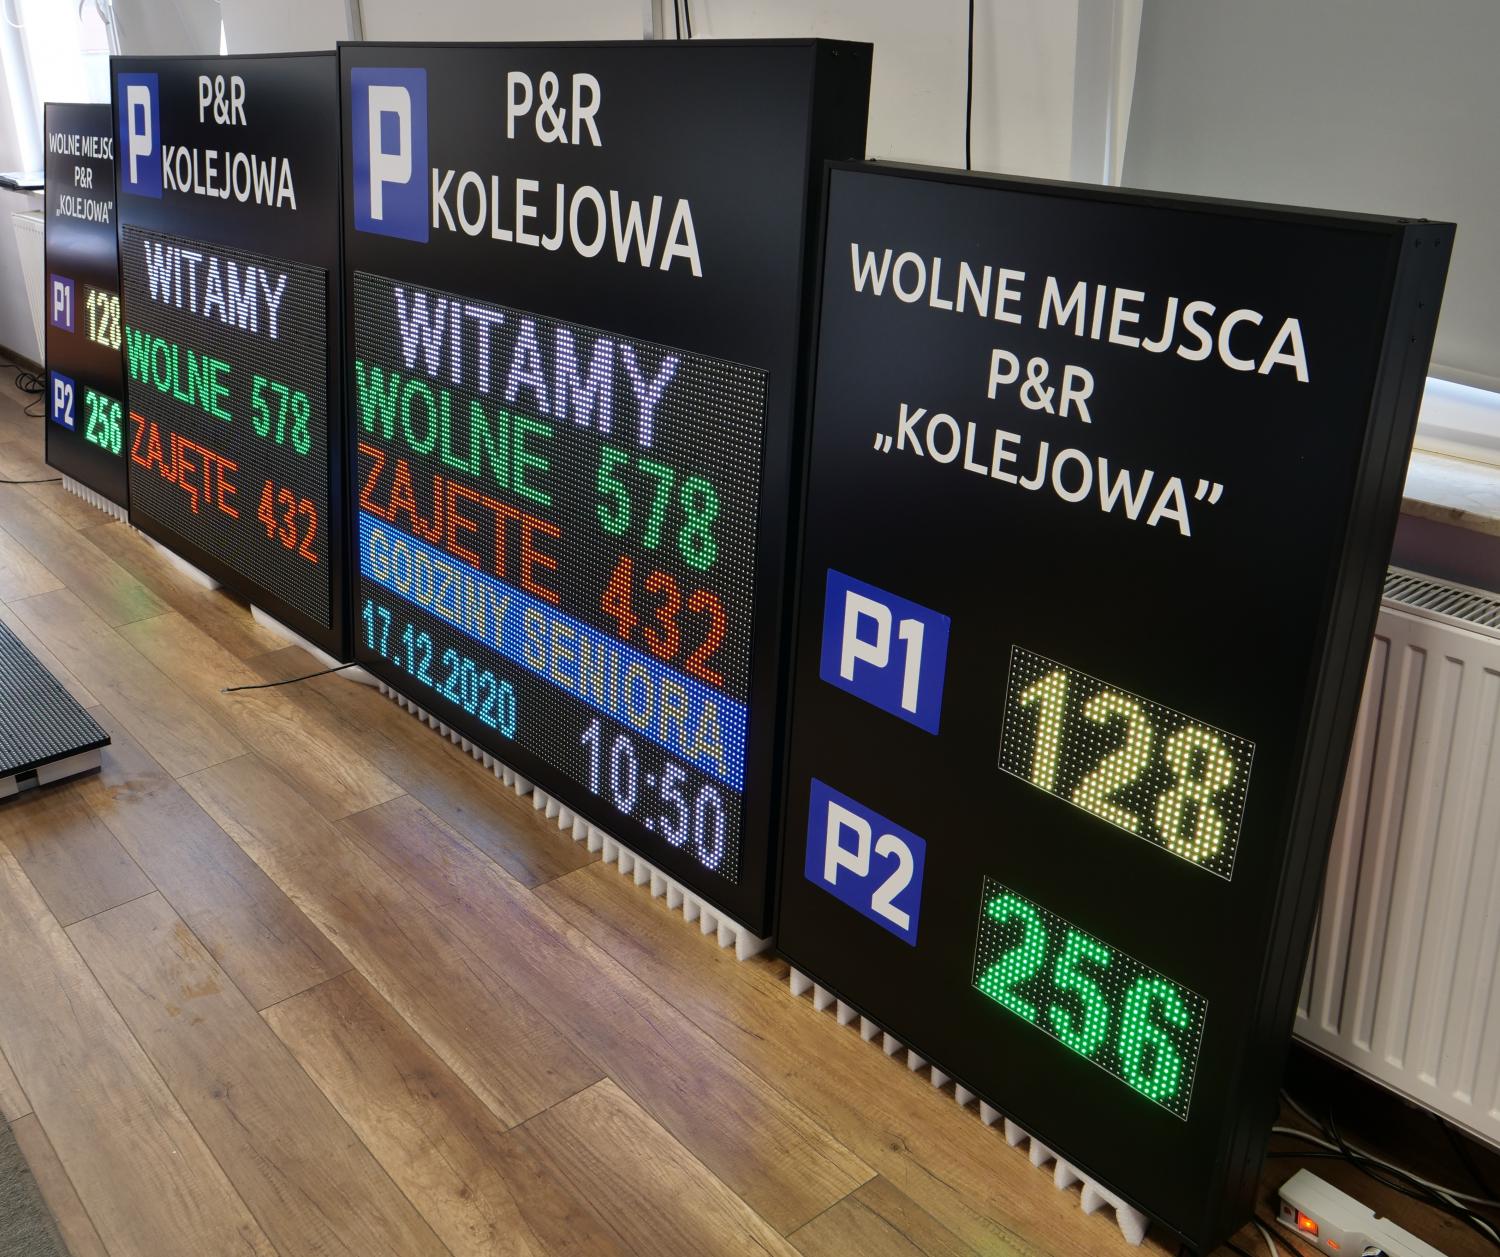 WOLNE MIEJSC
P&R
„KOLEJOWA”
P1
128
P2
256
P
P&R
KOLEJOWA
WITAMY
WOLNE 578
ZAJĘTE 432
P
P&R
KOLEJOWA
WITAMY
WOLNE 578
ZAJĘTE 432
GODZINY SENIORA
17.12.2020 10:50
WOLNE MIEJSCA
P&R
„KOLEJOWA”
P1
128
P2
256